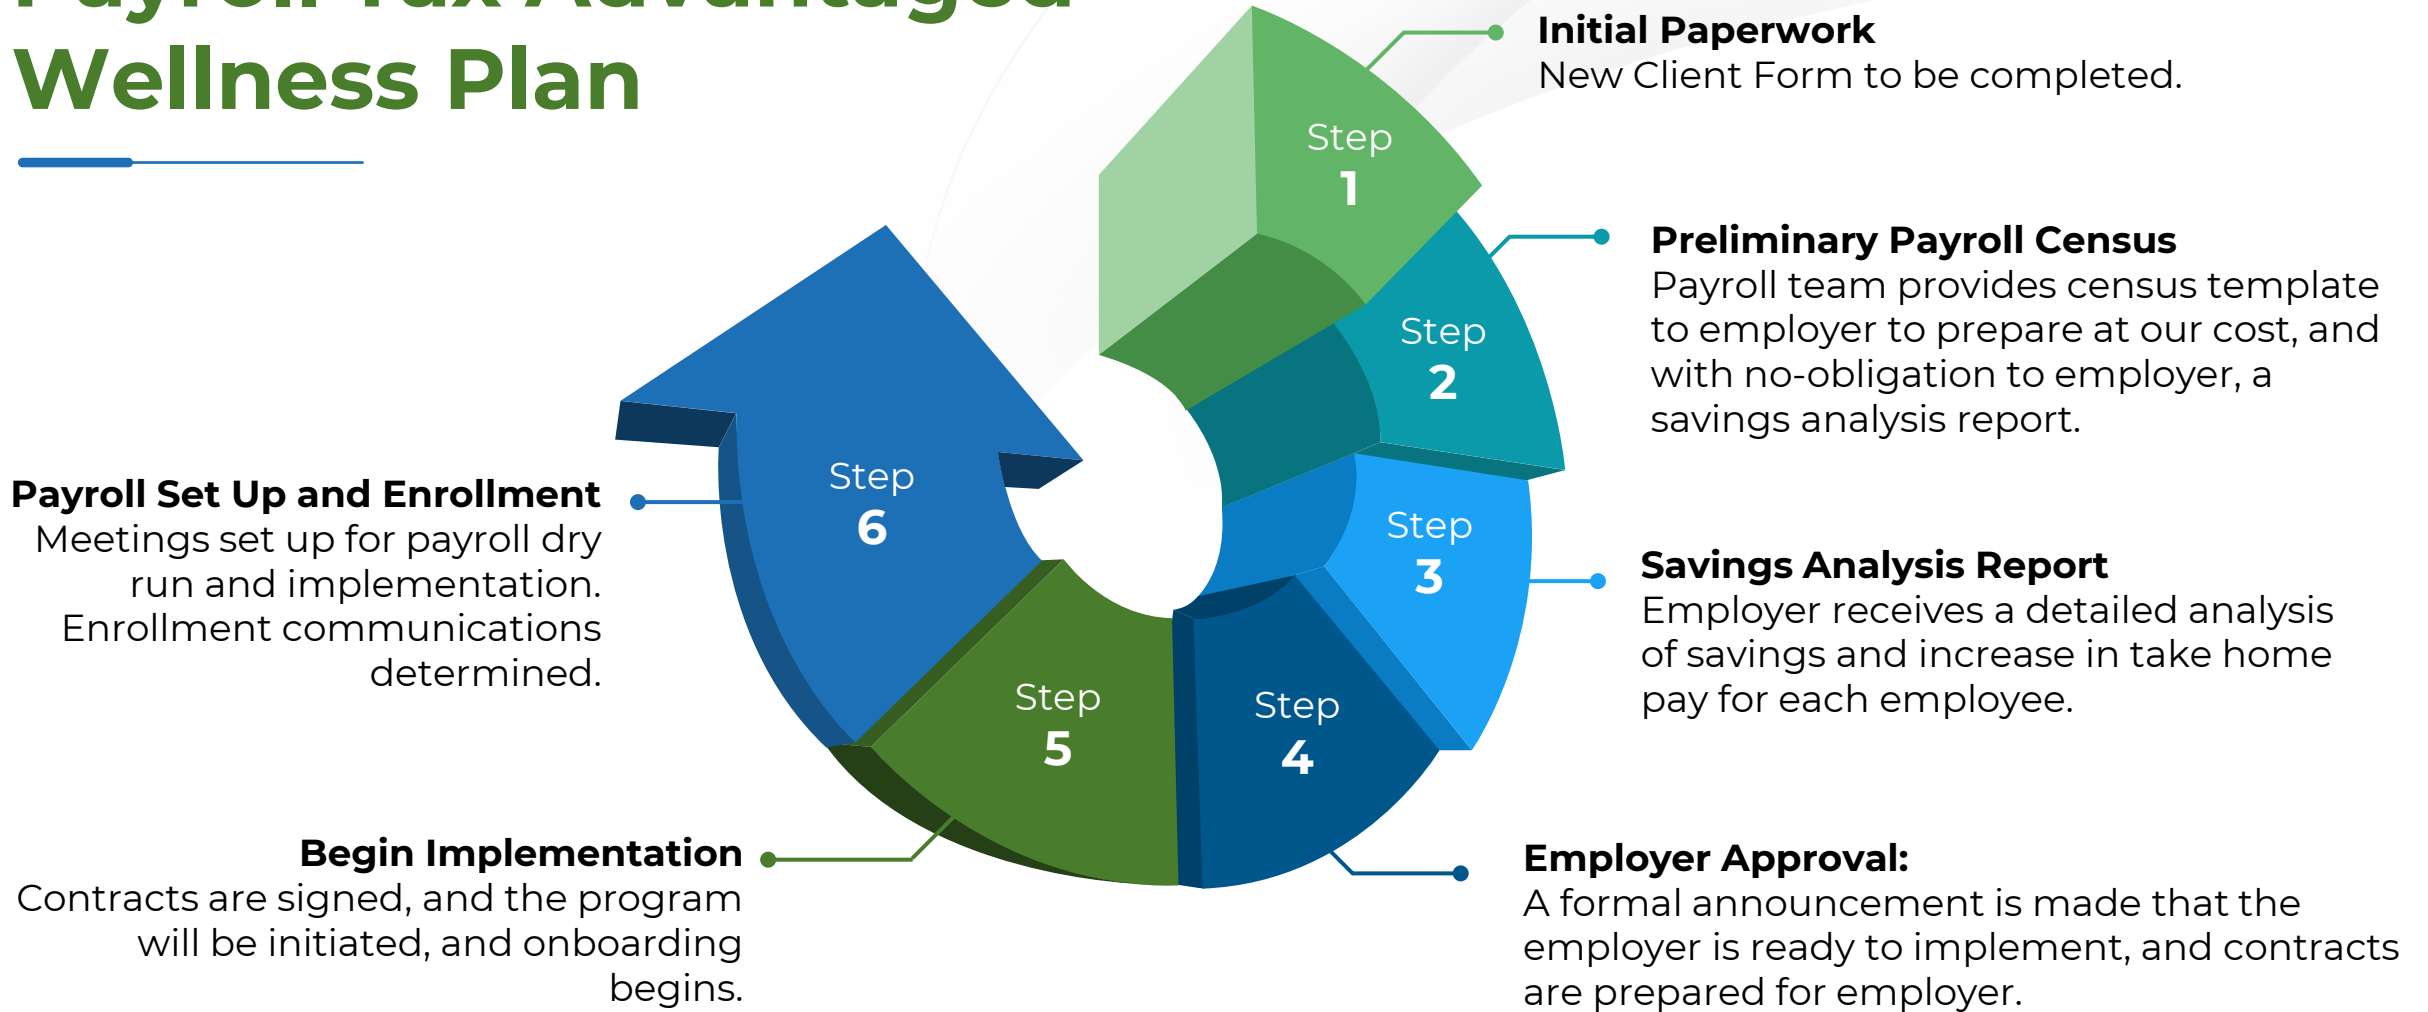 Payroll Tax Advantaged
Wellness Plan
Step
1
Initial Paperwork
New Client Form to be completed.
Step
2
Preliminary Payroll Census
Payroll team provides census template
to employer to prepare at our cost, and
with no-obligation to employer, a
savings analysis report.
Step
3
Savings Analysis Report
Employer receives a detailed analysis
of savings and increase in take home
pay for each employee.
Step
4
Employer Approval:
A formal announcement is made that the
employer is ready to implement, and contracts
are prepared for employer.
Step
5
Begin Implementation
Contracts are signed, and the program
will be initiated, and onboarding
begins.
Step
6
Payroll Set Up and Enrollment
Meetings set up for payroll dry
run and implementation.
Enrollment communications
determined.